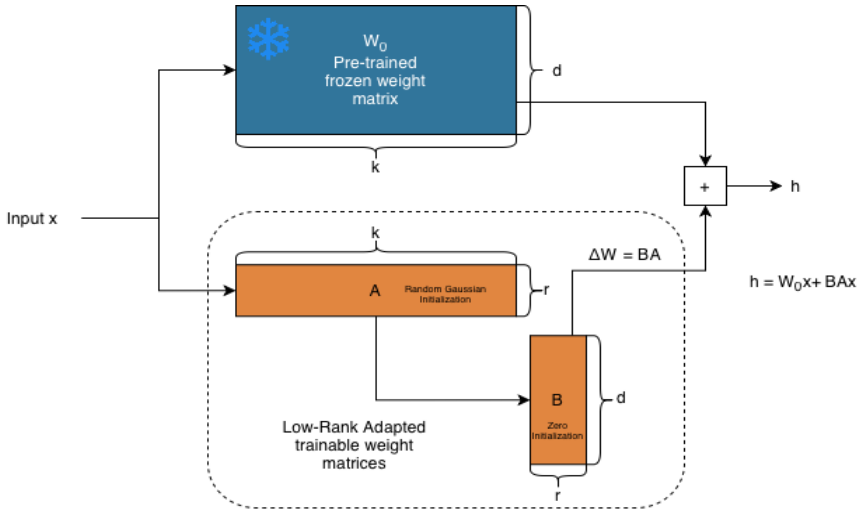 W₀
Pre-trained
frozen weight
matrix
d
k
+
h
Input x
k
A
Random Gaussian
Initialization
r
ΔW = BA
h = W₀x+ BAx
B
Zero
Initialization
d
Low-Rank Adapted
trainable weight
matrices
r